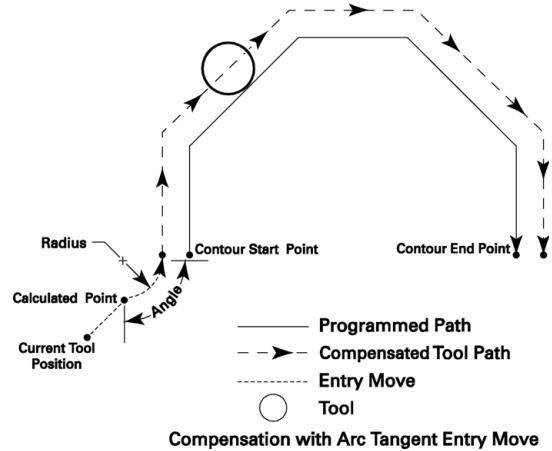 Radius
Contour Start Point
Contour End Point
Calculated Point
Angle
Current Tool
Position
Programmed Path
Compensated Tool Path
Entry Move
Tool
Compensation with Arc Tangent Entry Move